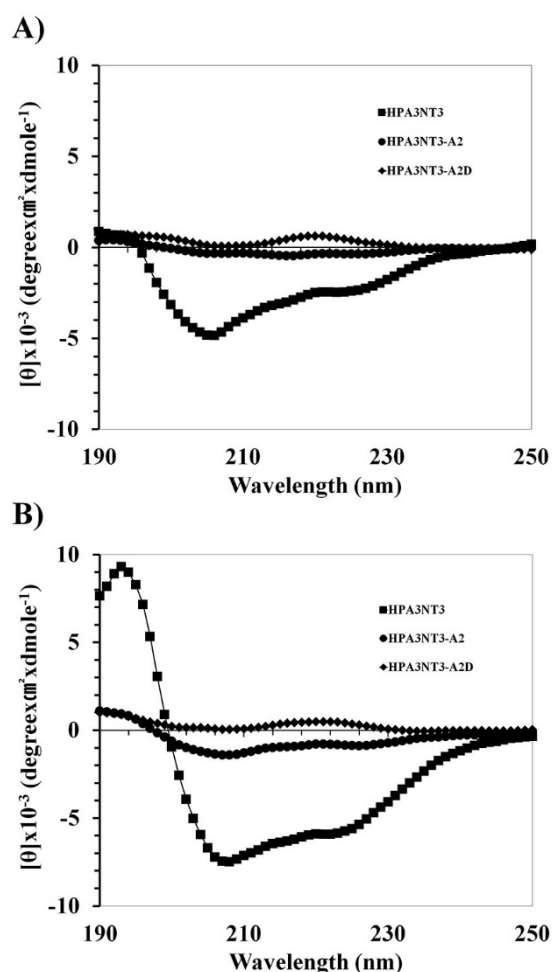 A)
10
HPA3NT3
HPA3NT3-A2
5
HPA3NT3-A2D
0
-5
-10
[θ]x10⁻³ (degreex㎠xdmole⁻¹)
190 210 230 250
Wavelength (nm)
B)
10
HPA3NT3
5
HPA3NT3-A2
HPA3NT3-A2D
0
-5
-10
[θ]x10⁻³ (degreex㎠xdmole⁻¹)
190 210 230 250
Wavelength (nm)